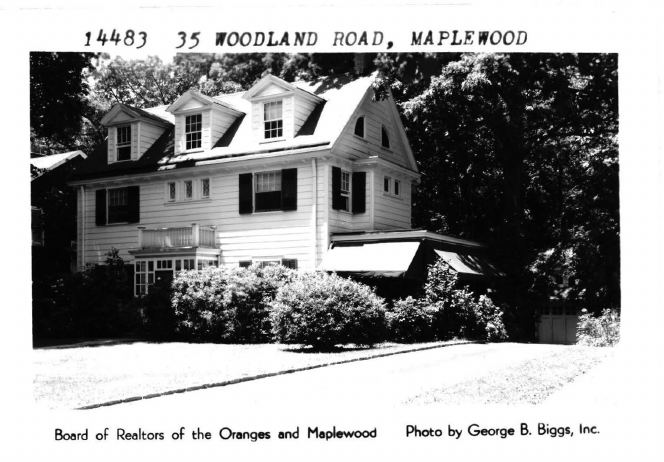 14483 35 WOODLAND ROAD, MAPLEWOOD
Board of Realtors of the Oranges and Maplewood Photo by George B. Biggs, Inc.